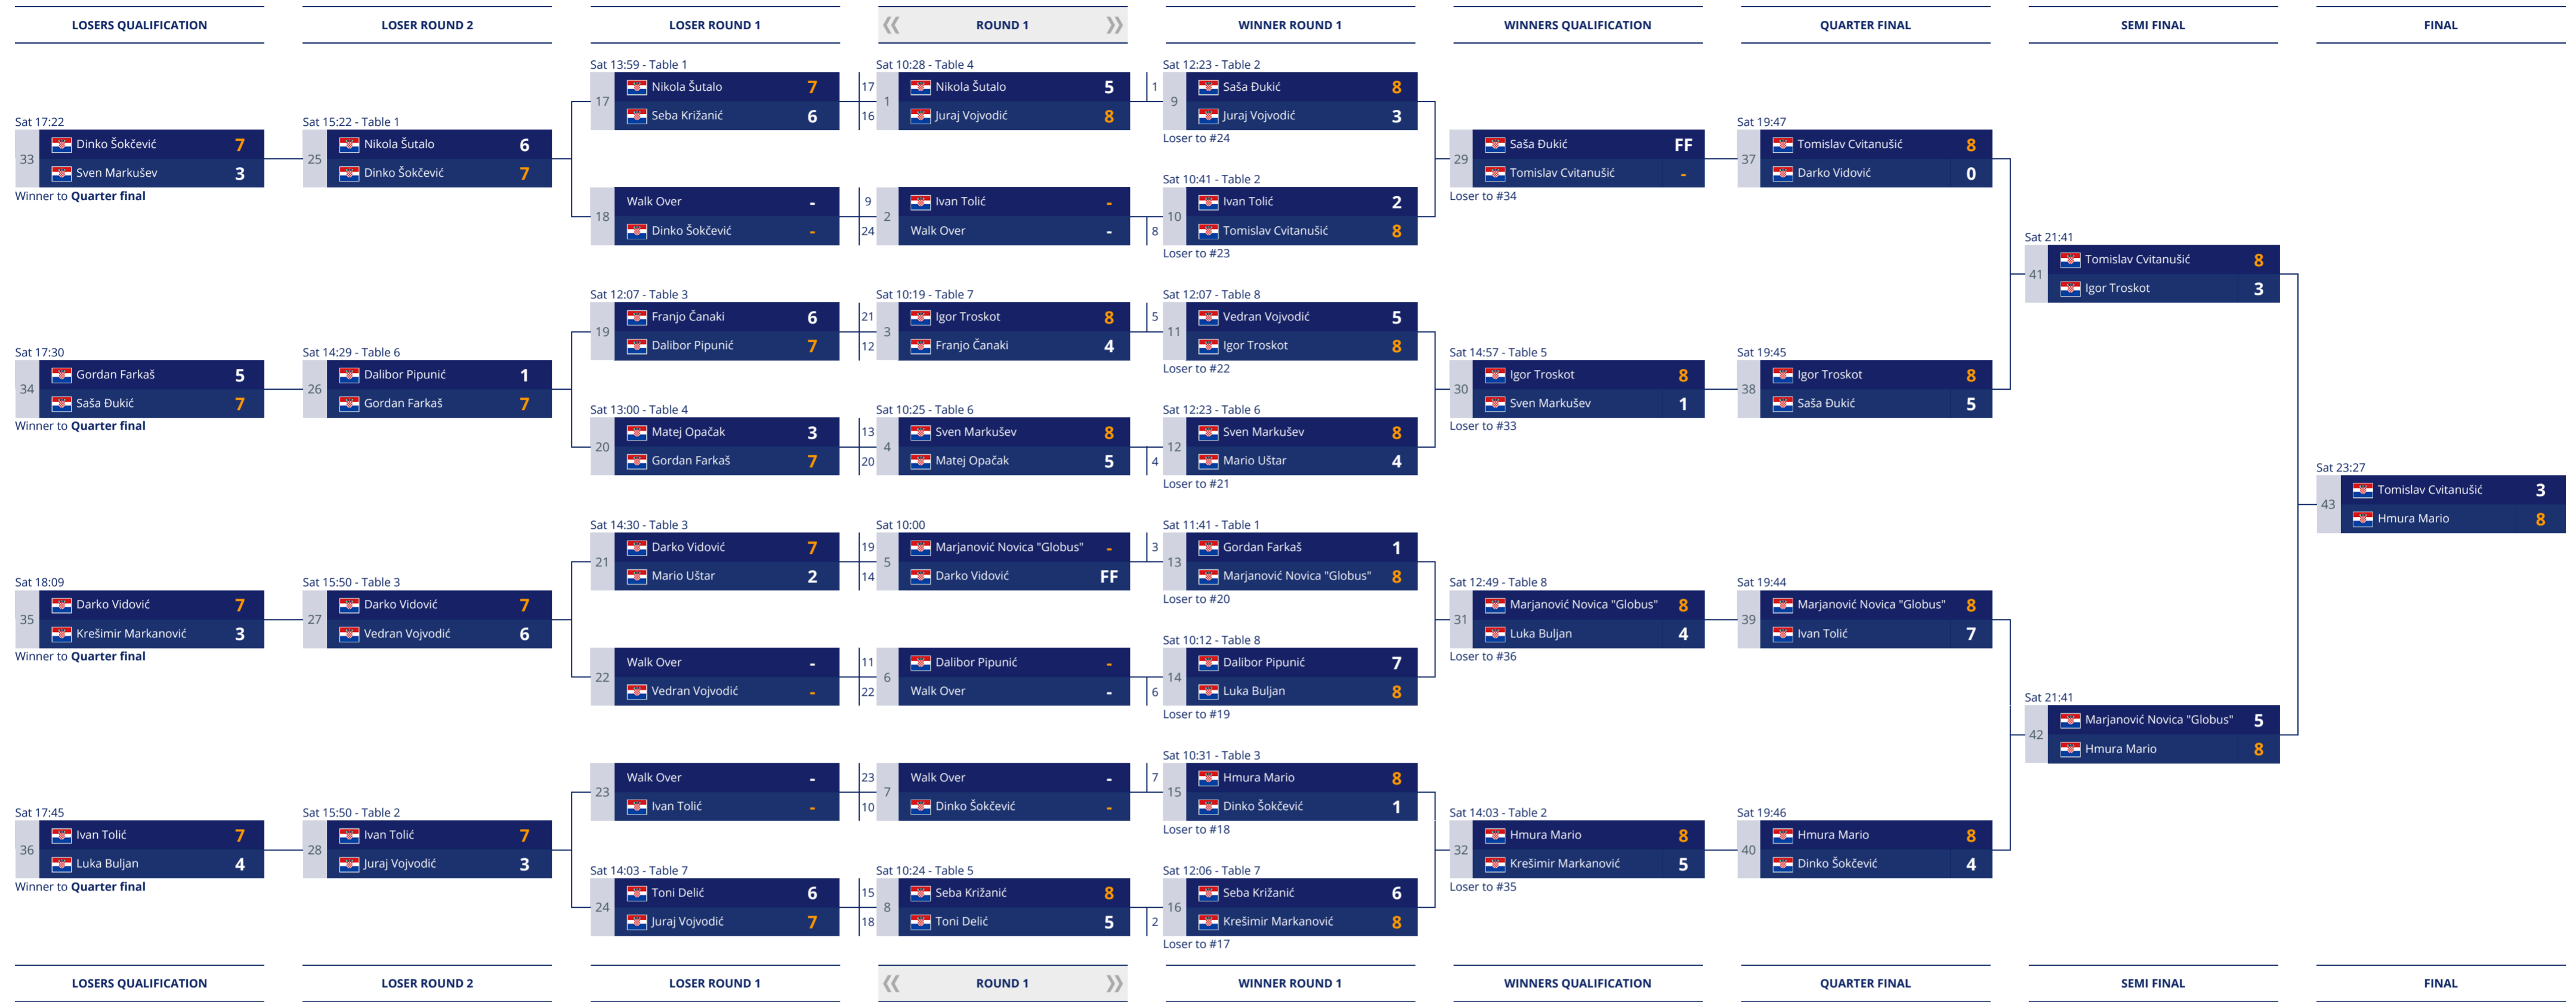 LOSERS QUALIFICATION
LOSER ROUND 2
LOSER ROUND 1
ROUND 1
WINNER ROUND 1
WINNERS QUALIFICATION
QUARTER FINAL
SEMI FINAL
FINAL
Sat 17:22
33
Dinko Šokčević 7
Sven Markušev 3
Winner to Quarter final
Sat 17:30
34
Gordan Farkaš 5
Saša Đukić 7
Winner to Quarter final
Sat 18:09
35
Darko Vidović 7
Krešimir Markanović 3
Winner to Quarter final
Sat 17:45
36
Ivan Tolić 7
Luka Buljan 4
Winner to Quarter final
Sat 15:22 - Table 1
25
Nikola Šutalo 6
Dinko Šokčević 7
Sat 14:29 - Table 6
26
Dalibor Pipunić 1
Gordan Farkaš 7
Sat 15:50 - Table 3
27
Darko Vidović 7
Vedran Vojvodić 6
Sat 15:50 - Table 2
28
Ivan Tolić 7
Juraj Vojvodić 3
Sat 13:59 - Table 1
17
Nikola Šutalo 7
Seba Križanić 6
18
Walk Over -
Dinko Šokčević -
Sat 12:07 - Table 3
19
Franjo Čanaki 6
Dalibor Pipunić 7
Sat 13:00 - Table 4
20
Matej Opačak 3
Gordan Farkaš 7
Sat 14:30 - Table 3
21
Darko Vidović 7
Mario Uštar 2
22
Walk Over -
Vedran Vojvodić -
23
Walk Over -
Ivan Tolić -
Sat 14:03 - Table 7
24
Toni Delić 6
Juraj Vojvodić 7
Sat 10:28 - Table 4
17
16
1
Nikola Šutalo 5
Juraj Vojvodić 8
9
24
2
Ivan Tolić -
Walk Over -
Sat 10:19 - Table 7
21
12
3
Igor Troskot 8
Franjo Čanaki 4
Sat 10:25 - Table 6
13
20
4
Sven Markušev 8
Matej Opačak 5
Sat 10:00
19
14
5
Marjanović Novica "Globus" -
Darko Vidović FF
11
22
6
Dalibor Pipunić -
Walk Over -
23
10
7
Walk Over -
Dinko Šokčević -
Sat 10:24 - Table 5
15
18
8
Seba Križanić 8
Toni Delić 5
Sat 12:23 - Table 2
1
9
Saša Đukić 8
Juraj Vojvodić 3
Loser to #24
Sat 10:41 - Table 2
8
10
Ivan Tolić 2
Tomislav Cvitanušić 8
Loser to #23
Sat 12:07 - Table 8
5
11
Vedran Vojvodić 5
Igor Troskot 8
Loser to #22
Sat 12:23 - Table 6
4
12
Sven Markušev 8
Mario Uštar 4
Loser to #21
Sat 11:41 - Table 1
3
13
Gordan Farkaš 1
Marjanović Novica "Globus" 8
Loser to #20
Sat 10:12 - Table 8
6
14
Dalibor Pipunić 7
Luka Buljan 8
Loser to #19
Sat 10:31 - Table 3
7
15
Hmura Mario 8
Dinko Šokčević 1
Loser to #18
Sat 12:06 - Table 7
2
16
Seba Križanić 6
Krešimir Markanović 8
Loser to #17
29
Saša Đukić FF
Tomislav Cvitanušić -
Loser to #34
Sat 14:57 - Table 5
30
Igor Troskot 8
Sven Markušev 1
Loser to #33
Sat 12:49 - Table 8
31
Marjanović Novica "Globus" 8
Luka Buljan 4
Loser to #36
Sat 14:03 - Table 2
32
Hmura Mario 8
Krešimir Markanović 5
Loser to #35
Sat 19:47
37
Tomislav Cvitanušić 8
Darko Vidović 0
Sat 19:45
38
Igor Troskot 8
Saša Đukić 5
Sat 19:44
39
Marjanović Novica "Globus" 8
Ivan Tolić 7
Sat 19:46
40
Hmura Mario 8
Dinko Šokčević 4
Sat 21:41
41
Tomislav Cvitanušić 8
Igor Troskot 3
Sat 21:41
42
Marjanović Novica "Globus" 5
Hmura Mario 8
Sat 23:27
43
Tomislav Cvitanušić 3
Hmura Mario 8
LOSERS QUALIFICATION
LOSER ROUND 2
LOSER ROUND 1
ROUND 1
WINNER ROUND 1
WINNERS QUALIFICATION
QUARTER FINAL
SEMI FINAL
FINAL